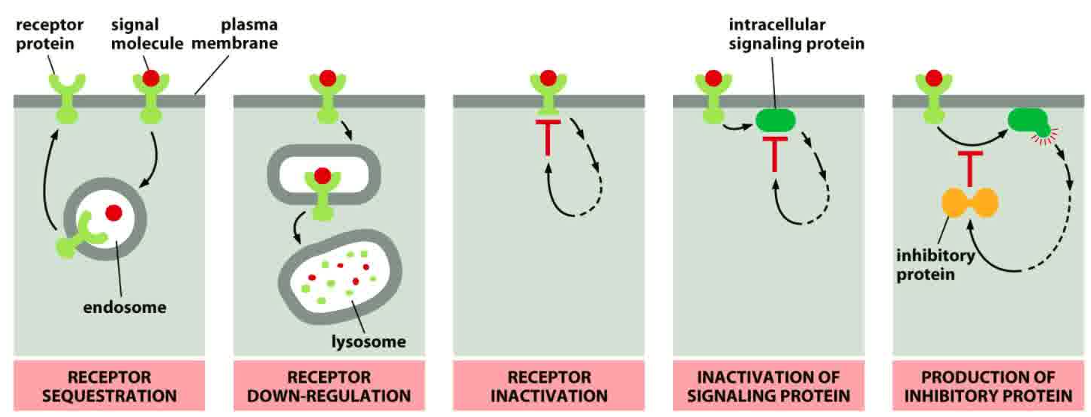 receptor
protein
signal
molecule
plasma
membrane
endosome
RECEPTOR
SEQUESTRATION
lysosome
RECEPTOR
DOWN-REGULATION
RECEPTOR
INACTIVATION
intracellular
signaling protein
INACTIVATION OF
SIGNALING PROTEIN
inhibitory
protein
PRODUCTION OF
INHIBITORY PROTEIN